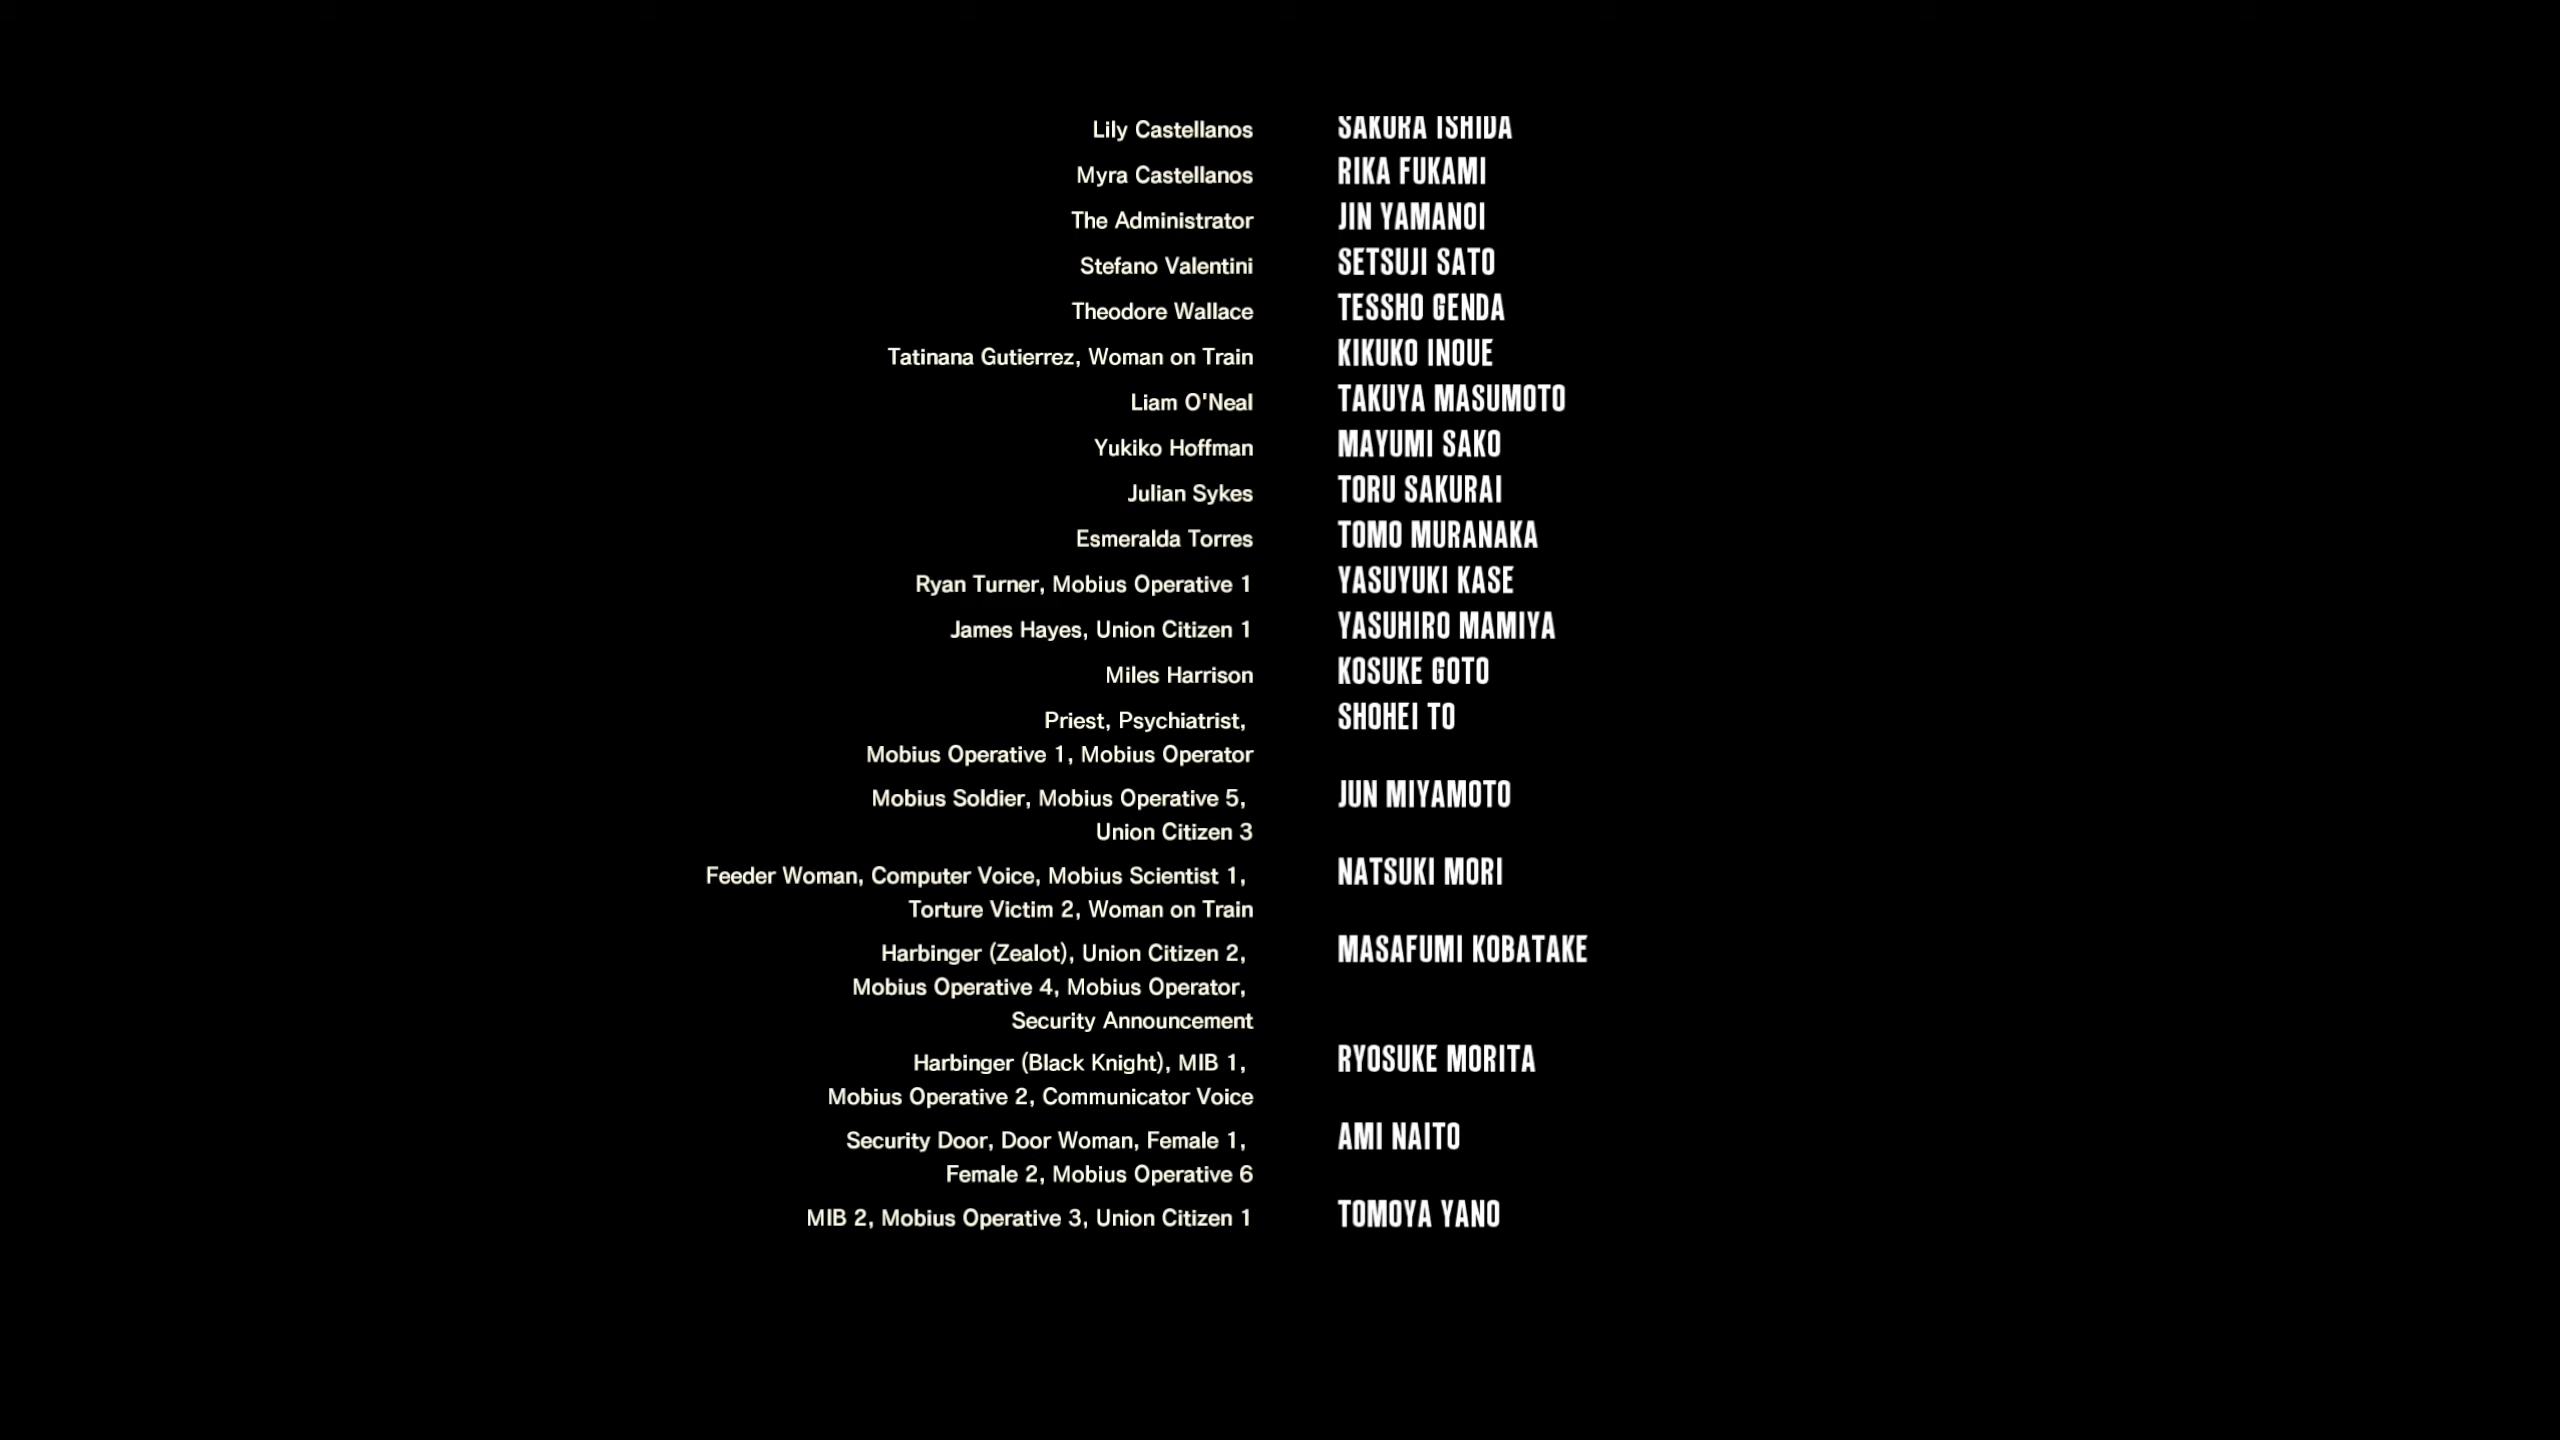 Lily Castellanos SAKURA ISHIDA
Myra Castellanos RIKA FUKAMI
The Administrator JIN YAMANOI
Stefano Valentini SETSUJI SATO
Theodore Wallace TESSHO GENDA
Tatinana Gutierrez, Woman on Train KIKUKO INOUE
Liam O'Neal TAKUYA MASUMOTO
Yukiko Hoffman MAYUMI SAKO
Julian Sykes TORU SAKURAI
Esmeralda Torres TOMO MURANAKA
Ryan Turner, Mobius Operative 1 YASUYUKI KASE
James Hayes, Union Citizen 1 YASUHIRO MAMIYA
Miles Harrison KOSUKE GOTO
Priest, Psychiatrist, SHOHEI TO
Mobius Operative 1, Mobius Operator
Mobius Soldier, Mobius Operative 5, JUN MIYAMOTO
Union Citizen 3
Feeder Woman, Computer Voice, Mobius Scientist 1, NATSUKI MORI
Torture Victim 2, Woman on Train
Harbinger (Zealot), Union Citizen 2, MASAFUMI KOBATAKE
Mobius Operative 4, Mobius Operator,
Security Announcement
Harbinger (Black Knight), MIB 1, RYOSUKE MORITA
Mobius Operative 2, Communicator Voice
Security Door, Door Woman, Female 1, AMI NAITO
Female 2, Mobius Operative 6
MIB 2, Mobius Operative 3, Union Citizen 1 TOMOYA YANO